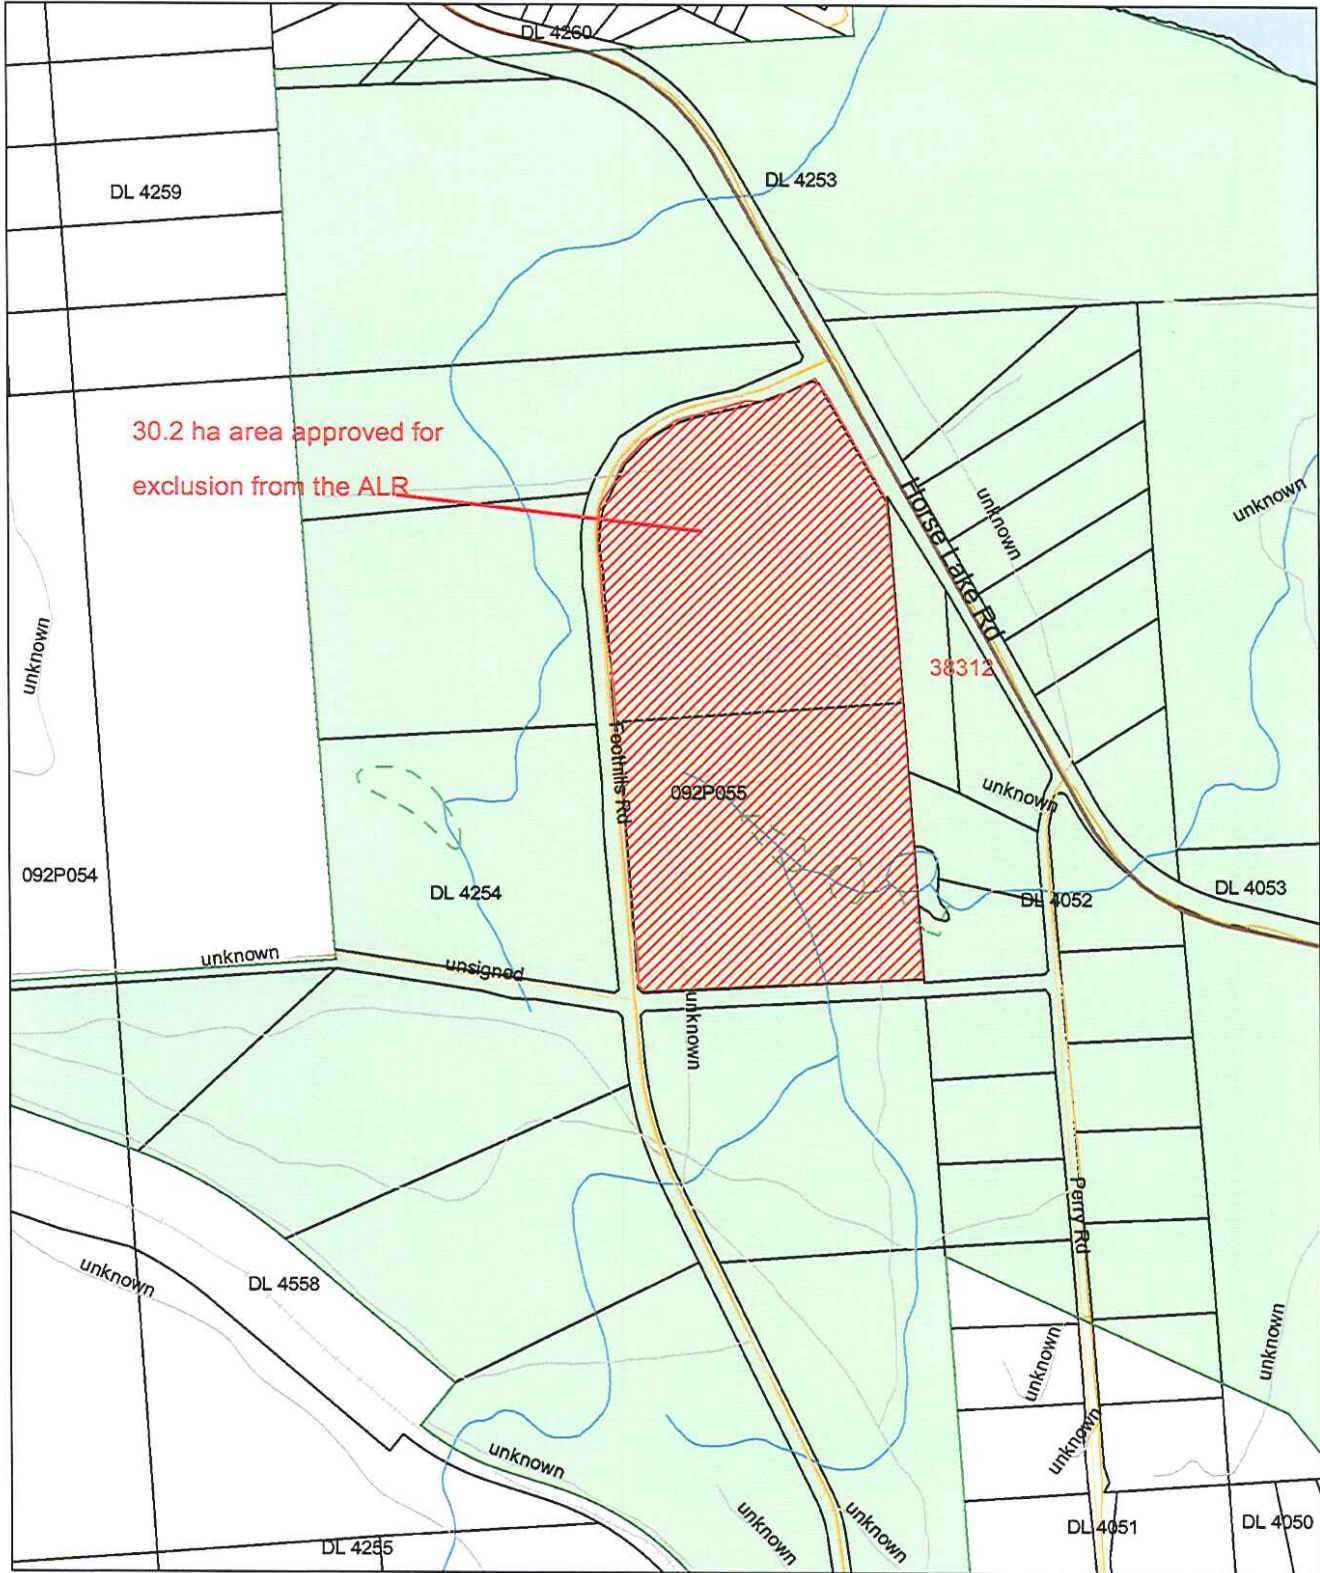 DL 4260
DL 4253
DL 4259
30.2 ha area approved for
exclusion from the ALR
Horse Lake Rd
unknown
unknown
unknown
38312
Foothills Rd
092P055
unknown
092P054
DL 4254
DL 4052
DL 4053
unknown
unsigned
unknown
Perry Rd
unknown
DL 4558
unknown
unknown
unknown
unknown
unknown
unknown
DL 4255
DL 4051
DL 4050